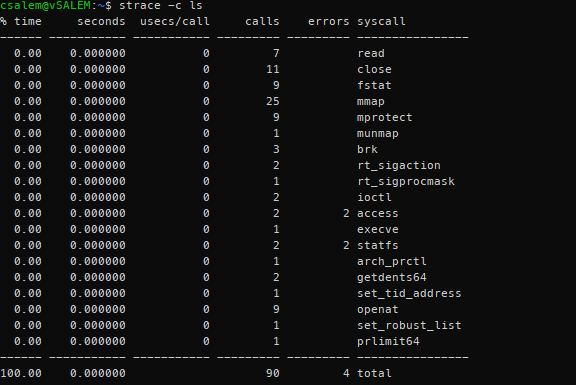 csalem@vSALEM:~$ strace -c ls
% time     seconds  usecs/call     calls    errors syscall
------ ----------- ----------- --------- --------- ----------------
  0.00    0.000000           0         7           read
  0.00    0.000000           0        11           close
  0.00    0.000000           0         9           fstat
  0.00    0.000000           0        25           mmap
  0.00    0.000000           0         9           mprotect
  0.00    0.000000           0         1           munmap
  0.00    0.000000           0         3           brk
  0.00    0.000000           0         2           rt_sigaction
  0.00    0.000000           0         1           rt_sigprocmask
  0.00    0.000000           0         2           ioctl
  0.00    0.000000           0         2         2 access
  0.00    0.000000           0         1           execve
  0.00    0.000000           0         2         2 statfs
  0.00    0.000000           0         1           arch_prctl
  0.00    0.000000           0         2           getdents64
  0.00    0.000000           0         1           set_tid_address
  0.00    0.000000           0         9           openat
  0.00    0.000000           0         1           set_robust_list
  0.00    0.000000           0         1           prlimit64
------ ----------- ----------- --------- --------- ----------------
100.00    0.000000                    90         4 total